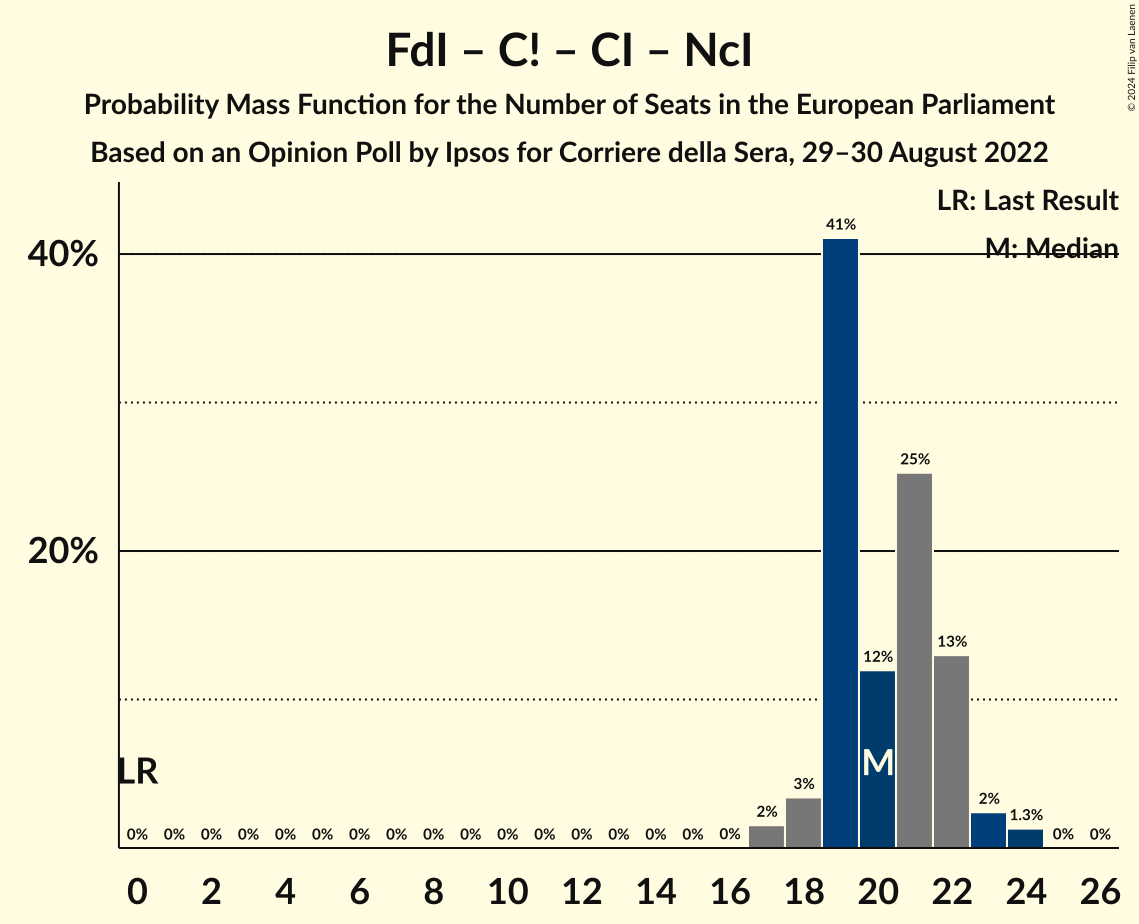 FdI – C! – CI – NcI
Probability Mass Function for the Number of Seats in the European Parliament
Based on an Opinion Poll by Ipsos for Corriere della Sera, 29–30 August 2022
© 2024 Filip van Laenen
LR: Last Result
M: Median
40%
20%
41%
25%
13%
12%
M
LR
3%
2%
2%
1.3%
0% 0% 0% 0% 0% 0% 0% 0% 0% 0% 0% 0% 0% 0% 0% 0% 0% 0% 0%
0 2 4 6 8 10 12 14 16 18 20 22 24 26